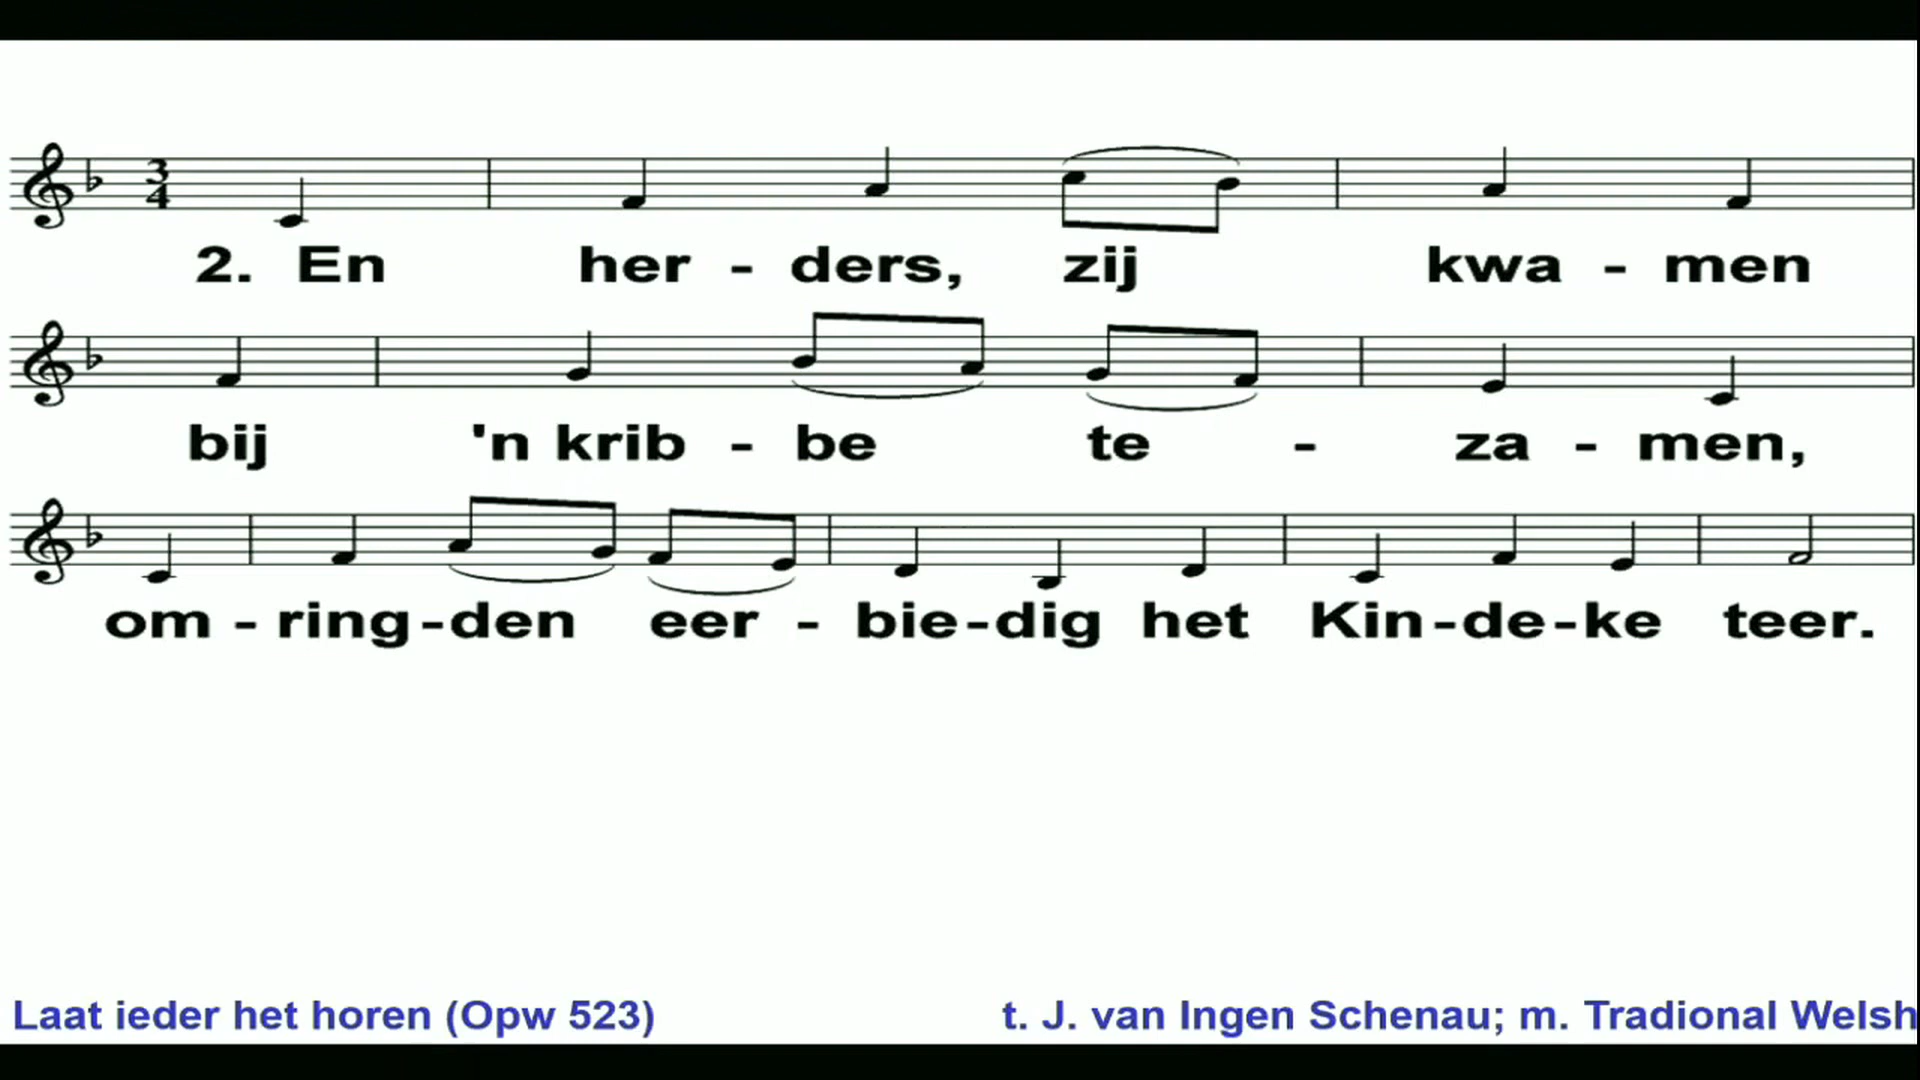 3
4
2. En her - ders, zij kwa - men
bij 'n krib - be te - za - men,
om - ring - den eer - bie - dig het Kin - de - ke teer.
Laat ieder het horen (Opw 523) t. J. van Ingen Schenau; m. Tradional Welsh